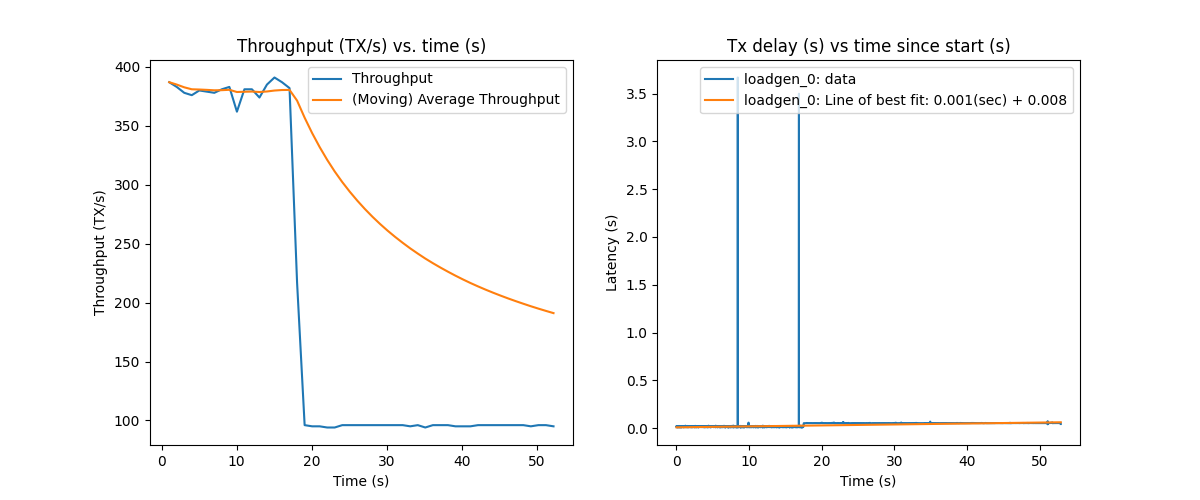 Throughput (TX/s) vs. time (s)
Throughput
(Moving) Average Throughput
400
350
300
250
200
150
100
Throughput (TX/s)
0 10 20 30 40 50
Time (s)
Tx delay (s) vs time since start (s)
loadgen_0: data
loadgen_0: Line of best fit: 0.001(sec) + 0.008
3.5
3.0
2.5
2.0
1.5
1.0
0.5
0.0
Latency (s)
0 10 20 30 40 50
Time (s)